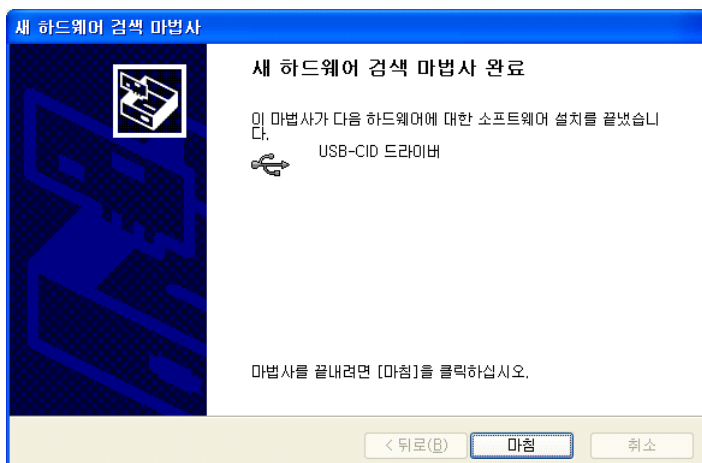 새 하드웨어 검색 마법사
새 하드웨어 검색 마법사 완료
이 마법사가 다음 하드웨어에 대한 소프트웨어 설치를 끝냈습니
다.
USB-CID 드라이버
마법사를 끝내려면 [마침]을 클릭하십시오.
< 뒤로(B) 마침 취소